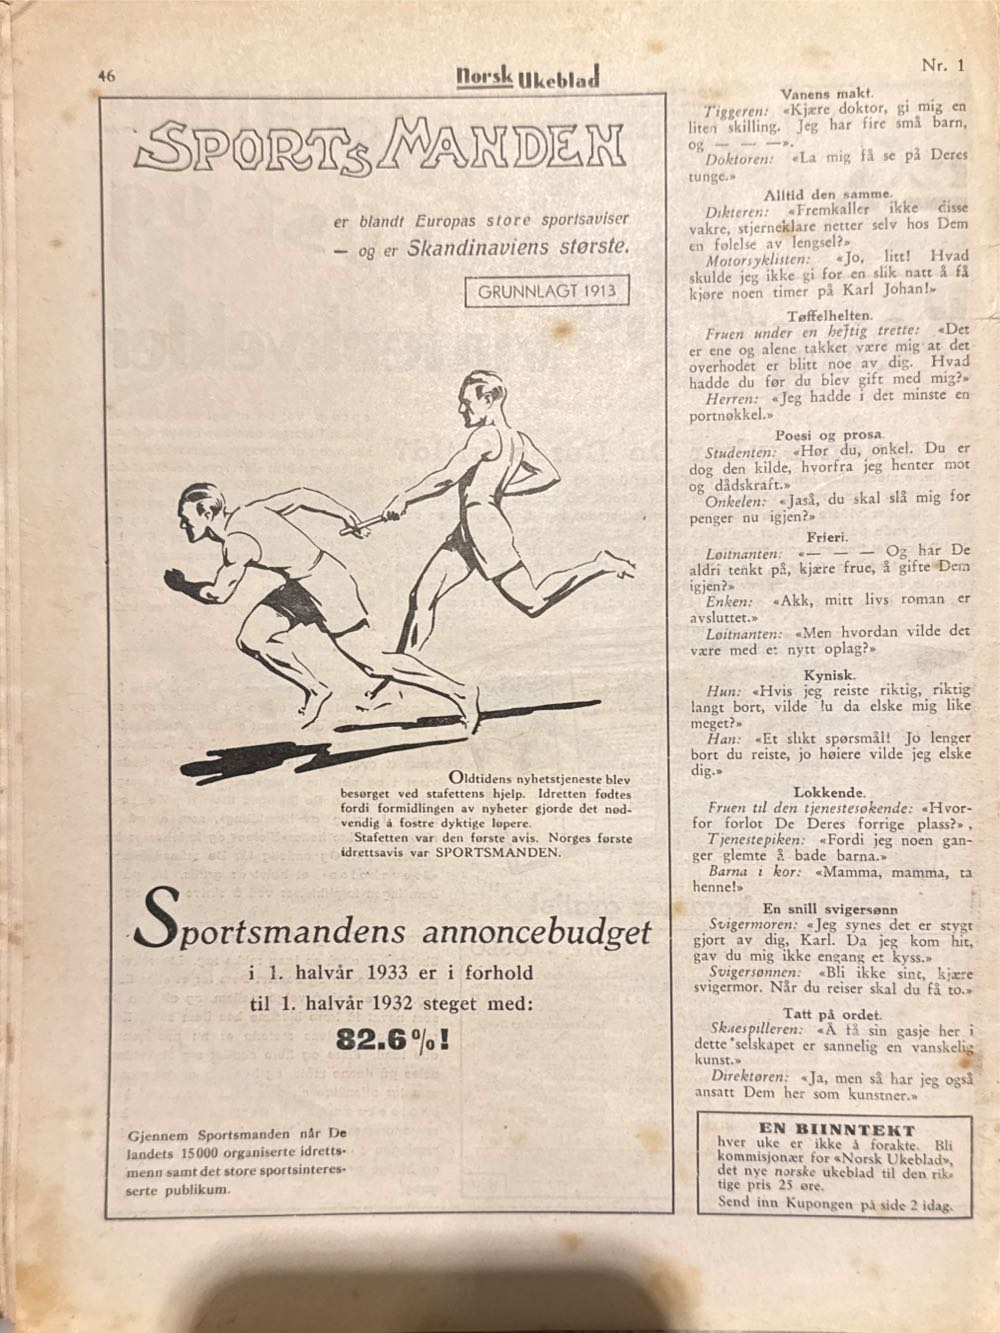 46
Norsk Ukeblad
Nr. 1
SPORTSMANDEN
er blandt Europas store sportsaviser
— og er Skandinaviens største.
GRUNNLAGT 1913
Oldtidens nyhetstjeneste blev
besørget ved stafettens hjelp. Idretten fødtes
fordi formidlingen av nyheter gjorde det nød-
vendig å fostre dyktige løpere.
Stafetten var den første avis. Norges første
idrettsavis var SPORTSMANDEN.
Sportsmandens annoncebudget
i 1. halvår 1933 er i forhold
til 1. halvår 1932 steget med:
82.6 %!
Gjennem Sportsmanden når De
landets 15000 organiserte idretts-
menn samt det store sportsinteres-
serte publikum.
Vanens makt.
Tiggeren: «Kjære doktor, gi mig en
liten skilling. Jeg har fire små barn,
og — — —».
Doktoren: «La mig få se på Deres
tunge.»
Alltid den samme.
Dikteren: «Fremkaller ikke disse
vakre, stjerneklare netter selv hos Dem
en følelse av lengsel?»
Motorsyklisten: «Jo, litt! Hvad
skulde jeg ikke gi for en slik natt å få
kjøre noen timer på Karl Johan!»
Tøffelhelten.
Fruen under en heftig trette: «Det
er ene og alene takket være mig at det
overhodet er blitt noe av dig. Hvad
hadde du før du blev gift med mig?»
Herren: «Jeg hadde i det minste en
portnøkkel.»
Poesi og prosa.
Studenten: «Hør du, onkel. Du er
dog den kilde, hvorfra jeg henter mot
og dådskraft.»
Onkelen: «Jaså, du skal slå mig for
penger nu igjen?»
Frieri.
Løitnanten: «— — — Og har De
aldri tenkt på, kjære frue, å gifte Dem
igjen?»
Enken: «Akk, mitt livs roman er
avsluttet.»
Løitnanten: «Men hvordan vilde det
være med et nytt oplag?»
Kynisk.
Hun: «Hvis jeg reiste riktig, riktig
langt bort, vilde du da elske mig like
meget?»
Han: «Et slikt spørsmål! Jo lenger
bort du reiste, jo høiere vilde jeg elske
dig.»
Lokkende.
Fruen til den tjenestesøkende: «Hvor-
for forlot De Deres forrige plass?»,
Tjenestepiken: «Fordi jeg noen gan-
ger glemte å bade barna.»
Barna i kor: «Mamma, mamma, ta
henne!»
En snill svigersønn
Svigermoren: «Jeg synes det er stygt
gjort av dig, Karl. Da jeg kom hit,
gav du mig ikke engang et kyss.»
Svigersønnen: «Bli ikke sint, kjære
svigermor. Når du reiser skal du få to.»
Tatt på ordet.
Skuespilleren: «Å få sin gasje her i
dette selskapet er sannelig en vanskelig
kunst.»
Direktøren: «Ja, men så har jeg også
ansatt Dem her som kunstner.»
EN BIINNTEKT
hver uke er ikke å forakte. Bli
kommisjonær for «Norsk Ukeblad»,
det nye norske ukeblad til den rik-
tige pris 25 øre.
Send inn Kupongen på side 2 idag.